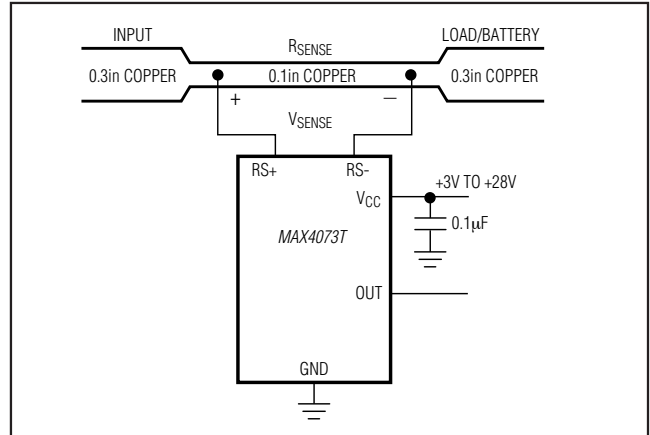 INPUT
RSENSE
LOAD/BATTERY
0.3in COPPER
0.1in COPPER
0.3in COPPER
+
−
VSENSE
RS+
RS-
VCC
+3V TO +28V
0.1µF
MAX4073T
OUT
GND